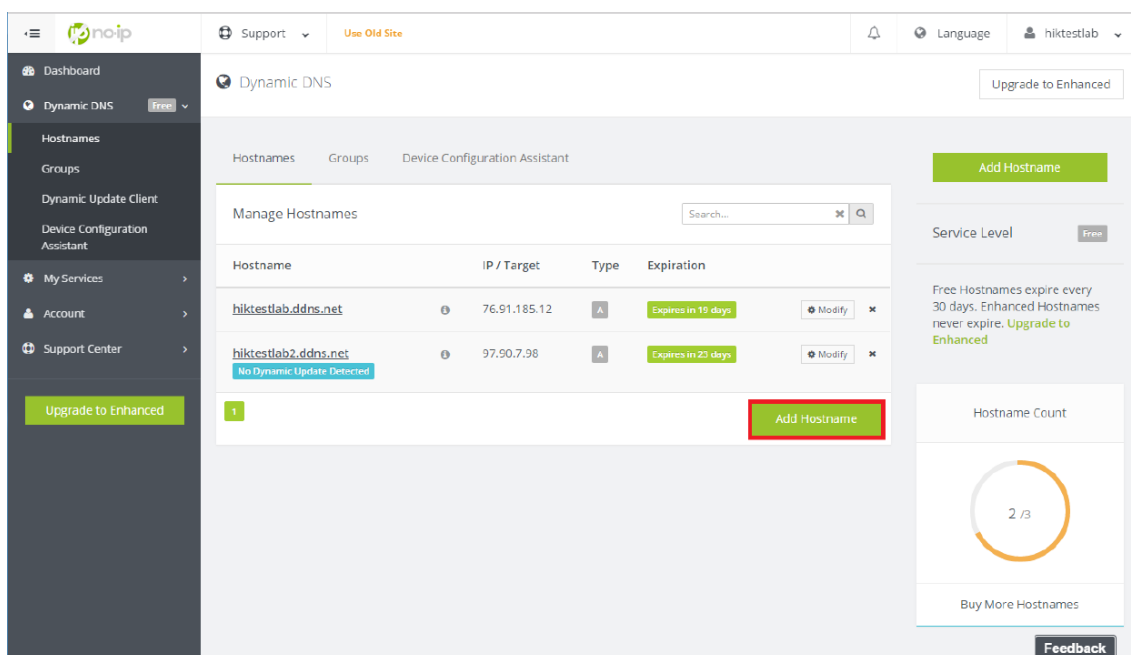 no-ip
Support
Use Old Site
Language
hiktestlab
Dashboard
Dynamic DNS Free
Hostnames
Groups
Dynamic Update Client
Device Configuration
Assistant
My Services
Account
Support Center
Upgrade to Enhanced
Dynamic DNS
Upgrade to Enhanced
Hostnames Groups Device Configuration Assistant
Manage Hostnames
Search...
Hostname IP / Target Type Expiration
hiktestlab.ddns.net 76.91.185.12 A Expires in 19 days Modify
hiktestlab2.ddns.net 97.90.7.98 A Expires in 23 days Modify
No Dynamic Update Detected
1
Add Hostname
Add Hostname
Service Level Free
Free Hostnames expire every
30 days. Enhanced Hostnames
never expire. Upgrade to
Enhanced
Hostname Count
2 /3
Buy More Hostnames
Feedback